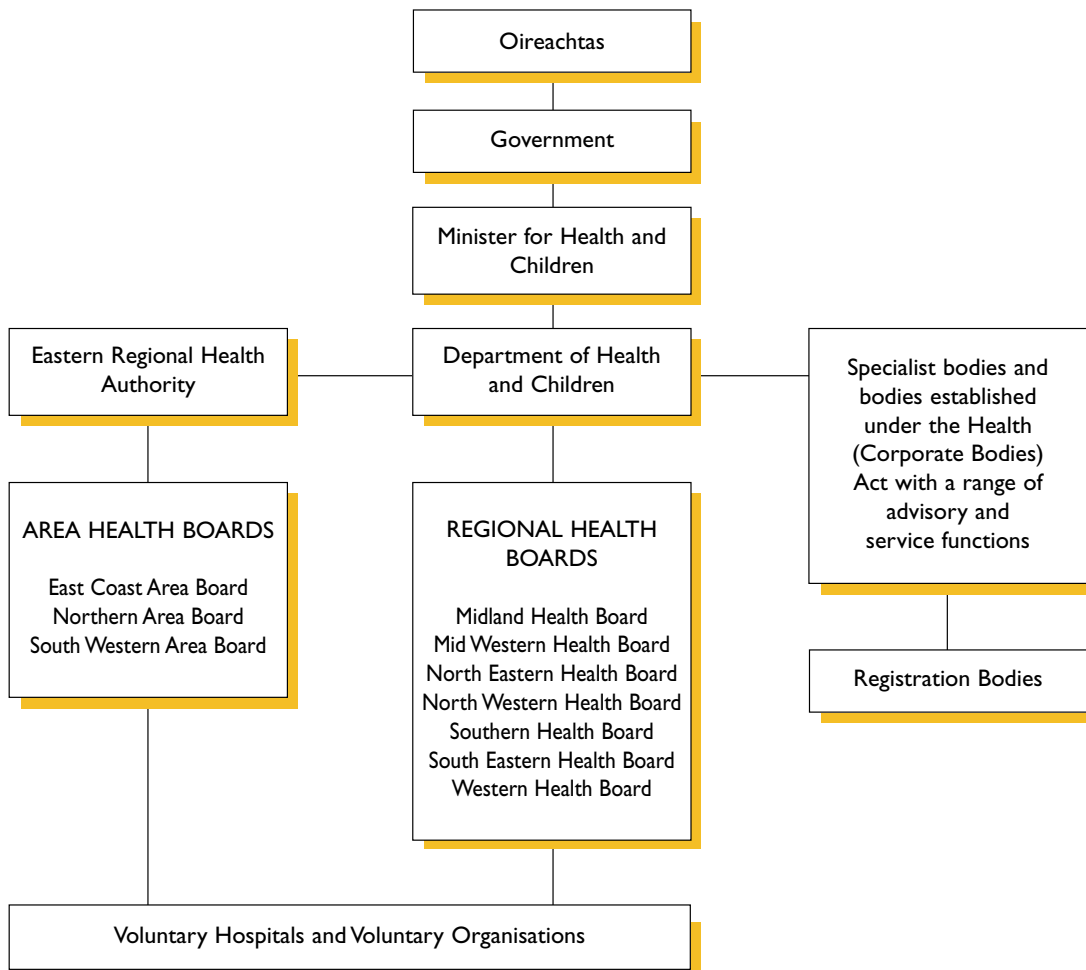 Oireachtas
Government
Minister for Health and
Children
Eastern Regional Health
Authority
Department of Health
and Children
Specialist bodies and
bodies established
under the Health
(Corporate Bodies)
Act with a range of
advisory and
service functions
AREA HEALTH BOARDS
East Coast Area Board
Northern Area Board
South Western Area Board
REGIONAL HEALTH
BOARDS
Midland Health Board
Mid Western Health Board
North Eastern Health Board
North Western Health Board
Southern Health Board
South Eastern Health Board
Western Health Board
Registration Bodies
Voluntary Hospitals and Voluntary Organisations